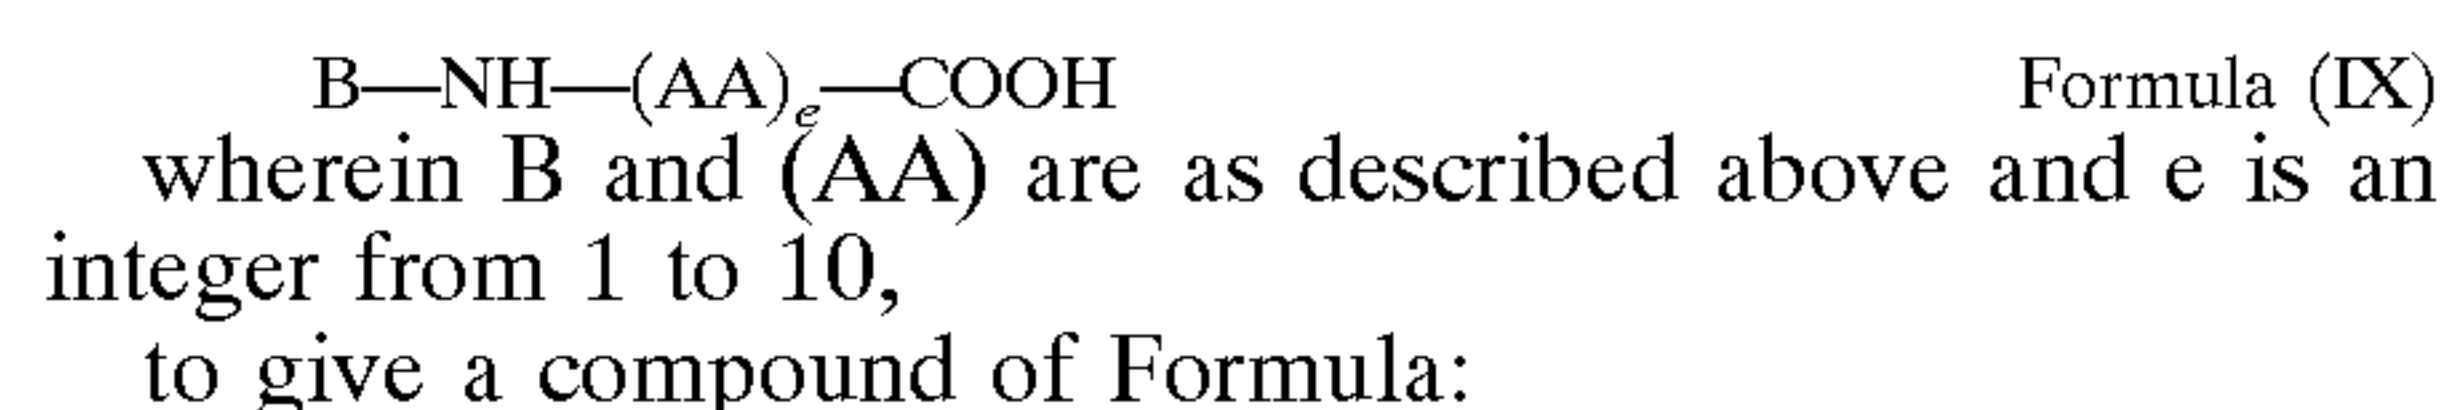 B—NH—(AA)e—COOH Formula (IX)
wherein B and (AA) are as described above and e is an
integer from 1 to 10,
to give a compound of Formula: